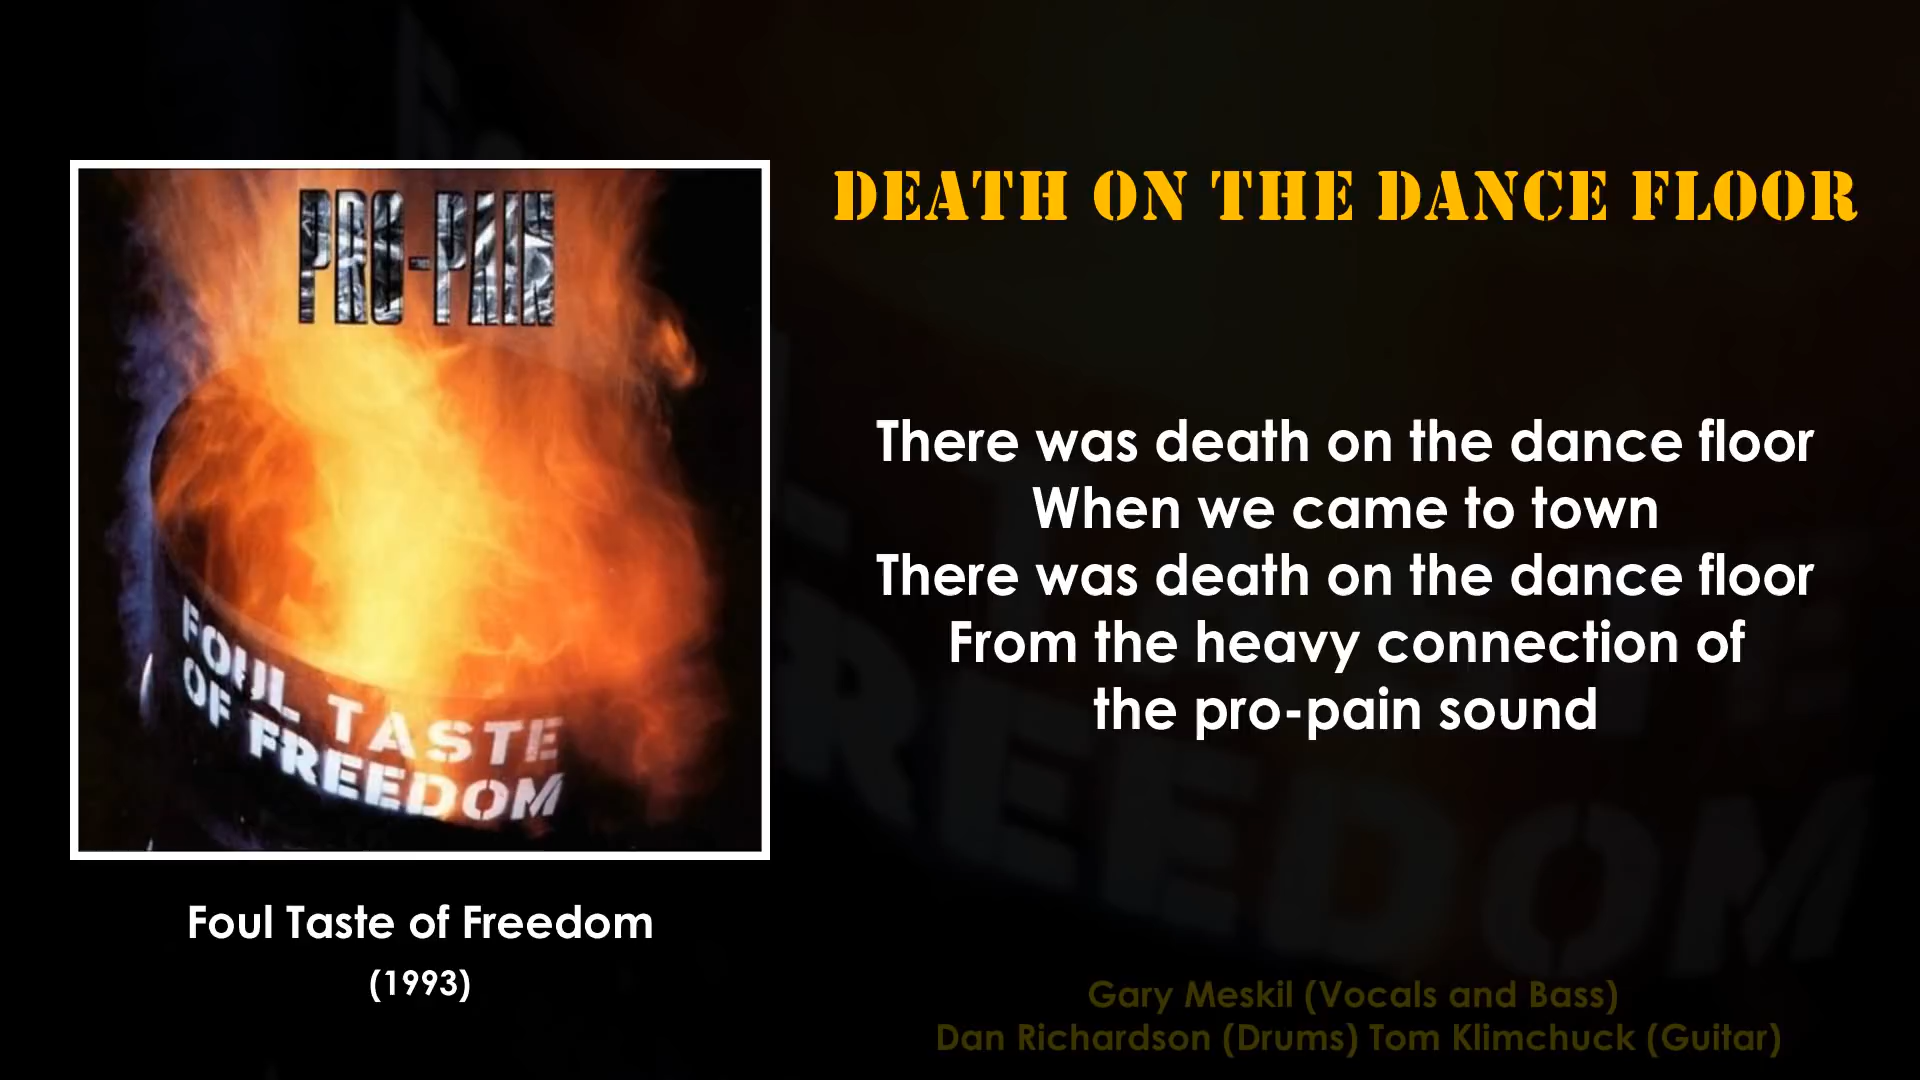 PRO-PAIN
FOUL TASTE
OF FREEDOM
Foul Taste of Freedom
(1993)
DEATH ON THE DANCE FLOOR
There was death on the dance floor
When we came to town
There was death on the dance floor
From the heavy connection of
the pro-pain sound
Gary Meskil (Vocals and Bass)
Dan Richardson (Drums) Tom Klimchuck (Guitar)